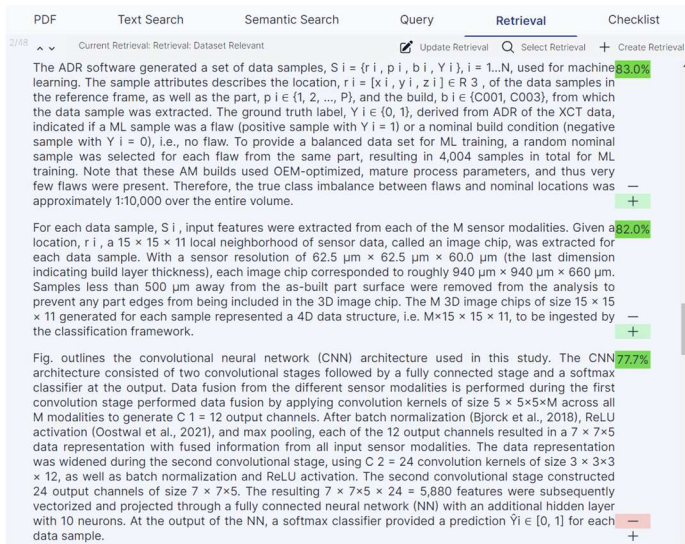 PDF Text Search Semantic Search Query Retrieval Checklist
2/48 Current Retrieval: Retrieval: Dataset Relevant Update Retrieval Select Retrieval + Create Retrieval
The ADR software generated a set of data samples, S i = {r i , p i , b i , Y i }, i = 1...N, used for machine 83.0%
learning. The sample attributes describes the location, r i = [x i , y i , z i ] ∈ R 3 , of the data samples in
the reference frame, as well as the part, p i ∈ {1, 2, ..., P}, and the build, b i ∈ {C001, C003}, from which
the data sample was extracted. The ground truth label, Y i ∈ {0, 1}, derived from ADR of the XCT data,
indicated if a ML sample was a flaw (positive sample with Y i = 1) or a nominal build condition (negative
sample with Y i = 0), i.e., no flaw. To provide a balanced data set for ML training, a random nominal
sample was selected for each flaw from the same part, resulting in 4,004 samples in total for ML
training. Note that these AM builds used OEM-optimized, mature process parameters, and thus very
few flaws were present. Therefore, the true class imbalance between flaws and nominal locations was −
approximately 1:10,000 over the entire volume. +
For each data sample, S i , input features were extracted from each of the M sensor modalities. Given a 82.0%
location, r i , a 15 × 15 × 11 local neighborhood of sensor data, called an image chip, was extracted for
each data sample. With a sensor resolution of 62.5 μm × 62.5 μm × 60.0 μm (the last dimension
indicating build layer thickness), each image chip corresponded to roughly 940 μm × 940 μm × 660 μm.
Samples less than 500 μm away from the as-built part surface were removed from the analysis to
prevent any part edges from being included in the 3D image chip. The M 3D image chips of size 15 × 15
× 11 generated for each sample represented a 4D data structure, i.e. M×15 × 15 × 11, to be ingested by −
the classification framework. +
Fig. outlines the convolutional neural network (CNN) architecture used in this study. The CNN 77.7%
architecture consisted of two convolutional stages followed by a fully connected stage and a softmax
classifier at the output. Data fusion from the different sensor modalities is performed during the first
convolution stage performed data fusion by applying convolution kernels of size 5 × 5×5×M across all
M modalities to generate C 1 = 12 output channels. After batch normalization (Bjorck et al., 2018), ReLU
activation (Oostwal et al., 2021), and max pooling, each of the 12 output channels resulted in a 7 × 7×5
data representation with fused information from all input sensor modalities. The data representation
was widened during the second convolutional stage, using C 2 = 24 convolution kernels of size 3 × 3×3
× 12, as well as batch normalization and ReLU activation. The second convolutional stage constructed
24 output channels of size 7 × 7×5. The resulting 7 × 7×5 × 24 = 5,880 features were subsequently
vectorized and projected through a fully connected neural network (NN) with an additional hidden layer
with 10 neurons. At the output of the NN, a softmax classifier provided a prediction Ŷi ∈ [0, 1] for each −
data sample. +